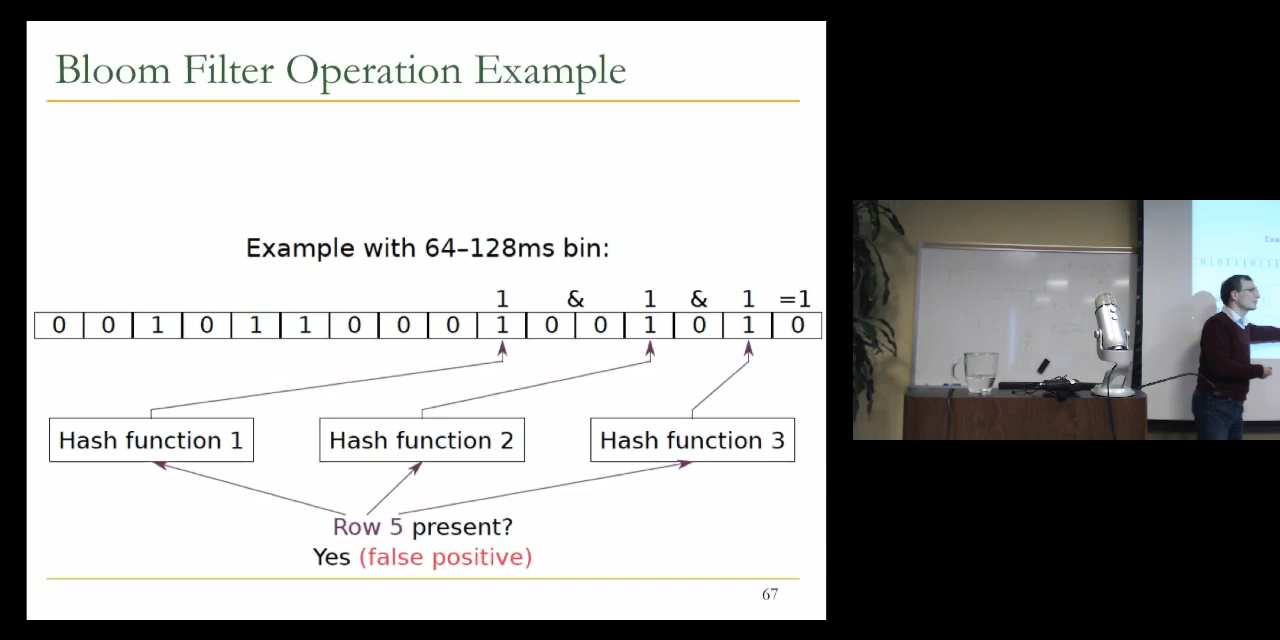 Bloom Filter Operation Example
Example with 64–128ms bin:
1 & 1 & 1 =1
0 0 1 0 1 1 0 0 0 1 0 0 1 0 1 0
Hash function 1 Hash function 2 Hash function 3
Row 5 present?
Yes (false positive)
67